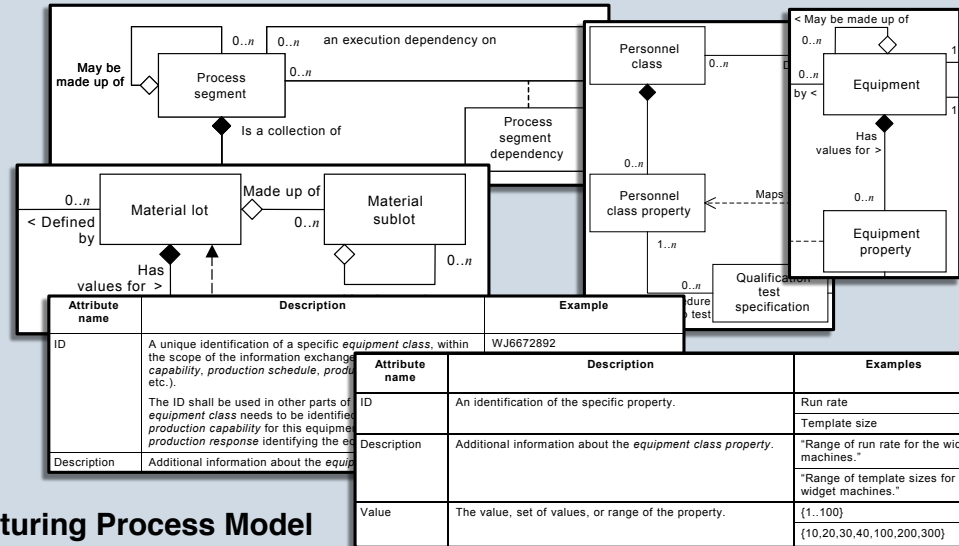 0..n
0..n
an execution dependency on
May be
made up of
Process
segment
0..n
Is a collection of
Process
segment
dependency
0..n
< Defined
by
Material lot
Made up of
0..n
Material
sublot
0..n
Has
values for >
Personnel
class
0..n
0..n
Personnel
class property
Maps
1..n
0..n
Qualification
test
specification
test
< May be made up of
0..n
0..n
by <
Equipment
1
1
Has
values for >
0..n
Equipment
property
Attribute
name
Description
Example
ID
A unique identification of a specific equipment class, within
the scope of the information exchange
capability, production schedule, produ
etc.).
The ID shall be used in other parts of
equipment class needs to be identified
production capability for this equipme
production response identifying the eq
WJ6672892
Description
Additional information about the equip
Attribute
name
Description
Examples
ID
An identification of the specific property.
Run rate
Template size
Description
Additional information about the equipment class property.
"Range of run rate for the wid
machines."
"Range of template sizes for
widget machines."
Value
The value, set of values, or range of the property.
{1..100}
{10,20,30,40,100,200,300}
turing Process Model